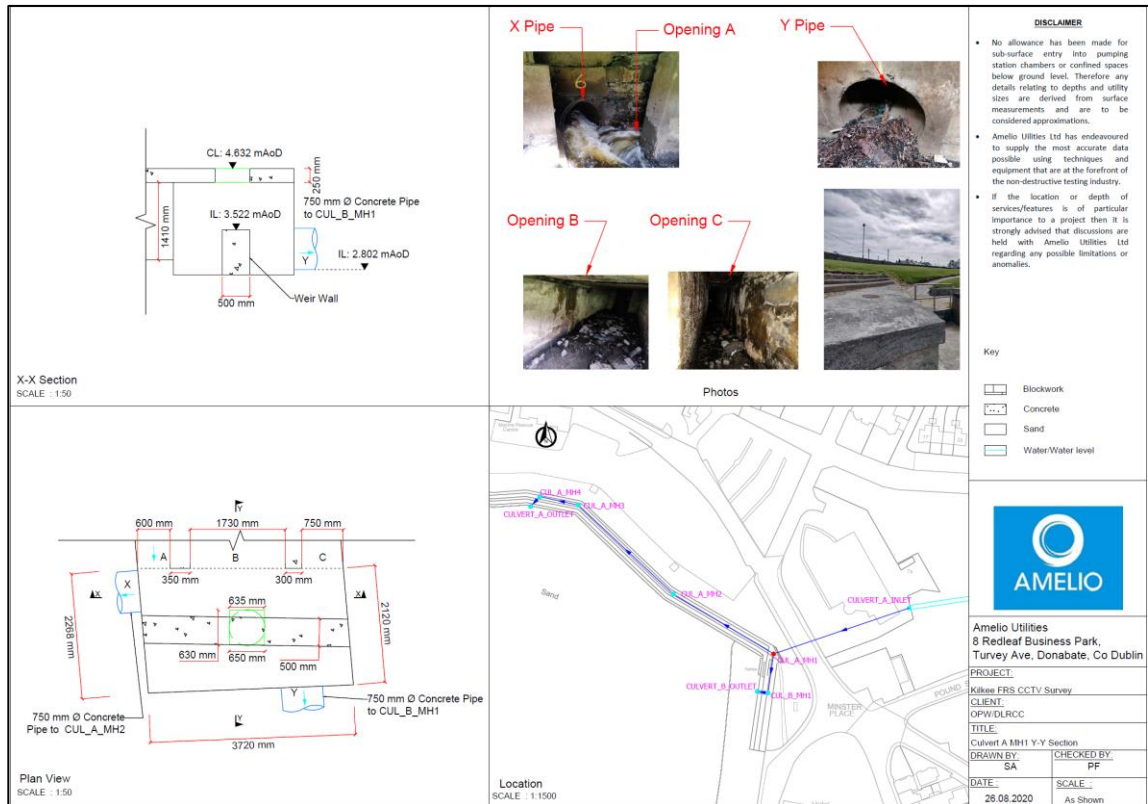 CL: 4.632 mAoD
250 mm
750 mm Ø Concrete Pipe
to CUL_B_MH1
IL: 3.522 mAoD
1410 mm
Y
IL: 2.802 mAoD
Weir Wall
500 mm
X-X Section
SCALE : 1:50
X Pipe
Opening A
Y Pipe
6
Opening B
Opening C
Photos
DISCLAIMER
• No allowance has been made for
sub-surface entry into pumping
station chambers or confined spaces
below ground level. Therefore any
details relating to depths and utility
sizes are derived from surface
measurements and are to be
considered approximations.
• Amelio Uilities Ltd has endeavoured
to supply the most accurate data
possible using techniques and
equipment that are at the forefront of
the non-destructive testing industry.
• If the location or depth of
services/features is of particular
importance to a project then it is
strongly advised that discussions are
held with Amelio Utilities Ltd
regarding any possible limitations or
anomalies.
Key
Blockwork
Concrete
Sand
Water/Water level
Y
600 mm
1730 mm
750 mm
A
B
C
350 mm
300 mm
X
X
X
635 mm
2268 mm
2120 mm
630 mm
650 mm
500 mm
Y
750 mm Ø Concrete
Pipe to CUL_A_MH2
750 mm Ø Concrete Pipe
to CUL_B_MH1
Y
3720 mm
Plan View
SCALE : 1:50
CUL_A_MH4
CUL_A_MH3
CULVERT_A_OUTLET
Sand
CUL_A_MH2
CULVERT_A_INLET
CUL_A_MH1
CULVERT_B_OUTLET
CUL_B_MH1
MINSTER
PLACE
POUND S
Location
SCALE : 1:1500
AMELIO
Amelio Utilities
8 Redleaf Business Park,
Turvey Ave, Donabate, Co Dublin
PROJECT:
Kilkee FRS CCTV Survey
CLIENT:
OPW/DLRCC
TITLE:
Culvert A MH1 Y-Y Section
DRAWN BY:
SA
CHECKED BY:
PF
DATE :
26.08.2020
SCALE :
As Shown